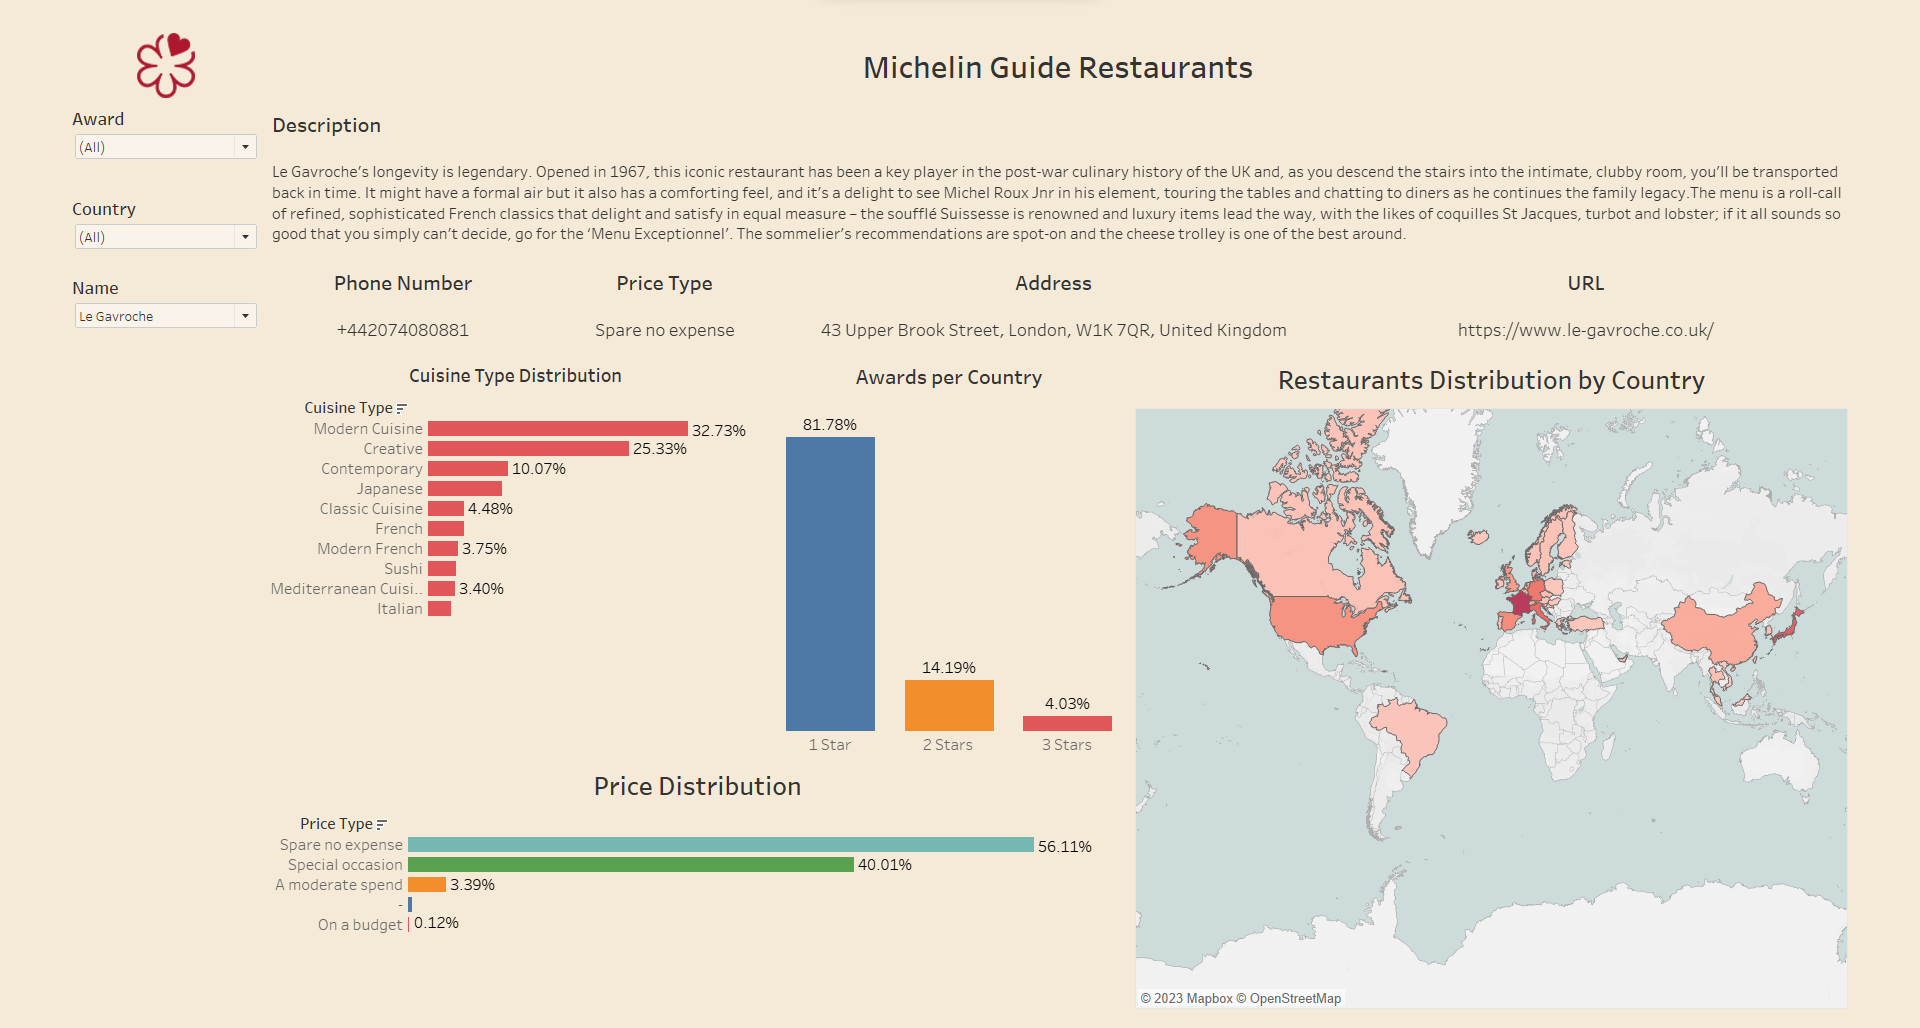 Michelin Guide Restaurants
Award
(All)
Country
(All)
Name
Le Gavroche
Description
Le Gavroche’s longevity is legendary. Opened in 1967, this iconic restaurant has been a key player in the post-war culinary history of the UK and, as you descend the stairs into the intimate, clubby room, you’ll be transported
back in time. It might have a formal air but it also has a comforting feel, and it’s a delight to see Michel Roux Jnr in his element, touring the tables and chatting to diners as he continues the family legacy.The menu is a roll-call
of refined, sophisticated French classics that delight and satisfy in equal measure – the soufflé Suissesse is renowned and luxury items lead the way, with the likes of coquilles St Jacques, turbot and lobster; if it all sounds so
good that you simply can’t decide, go for the ‘Menu Exceptionnel’. The sommelier’s recommendations are spot-on and the cheese trolley is one of the best around.
Phone Number Price Type Address URL
+442074080881 Spare no expense 43 Upper Brook Street, London, W1K 7QR, United Kingdom https://www.le-gavroche.co.uk/
Cuisine Type Distribution
Cuisine Type
Modern Cuisine 32.73%
Creative 25.33%
Contemporary 10.07%
Japanese
Classic Cuisine 4.48%
French
Modern French 3.75%
Sushi
Mediterranean Cuisi.. 3.40%
Italian
Awards per Country
81.78%
14.19%
4.03%
1 Star 2 Stars 3 Stars
Price Distribution
Price Type
Spare no expense 56.11%
Special occasion 40.01%
A moderate spend 3.39%
-
On a budget 0.12%
Restaurants Distribution by Country
© 2023 Mapbox © OpenStreetMap